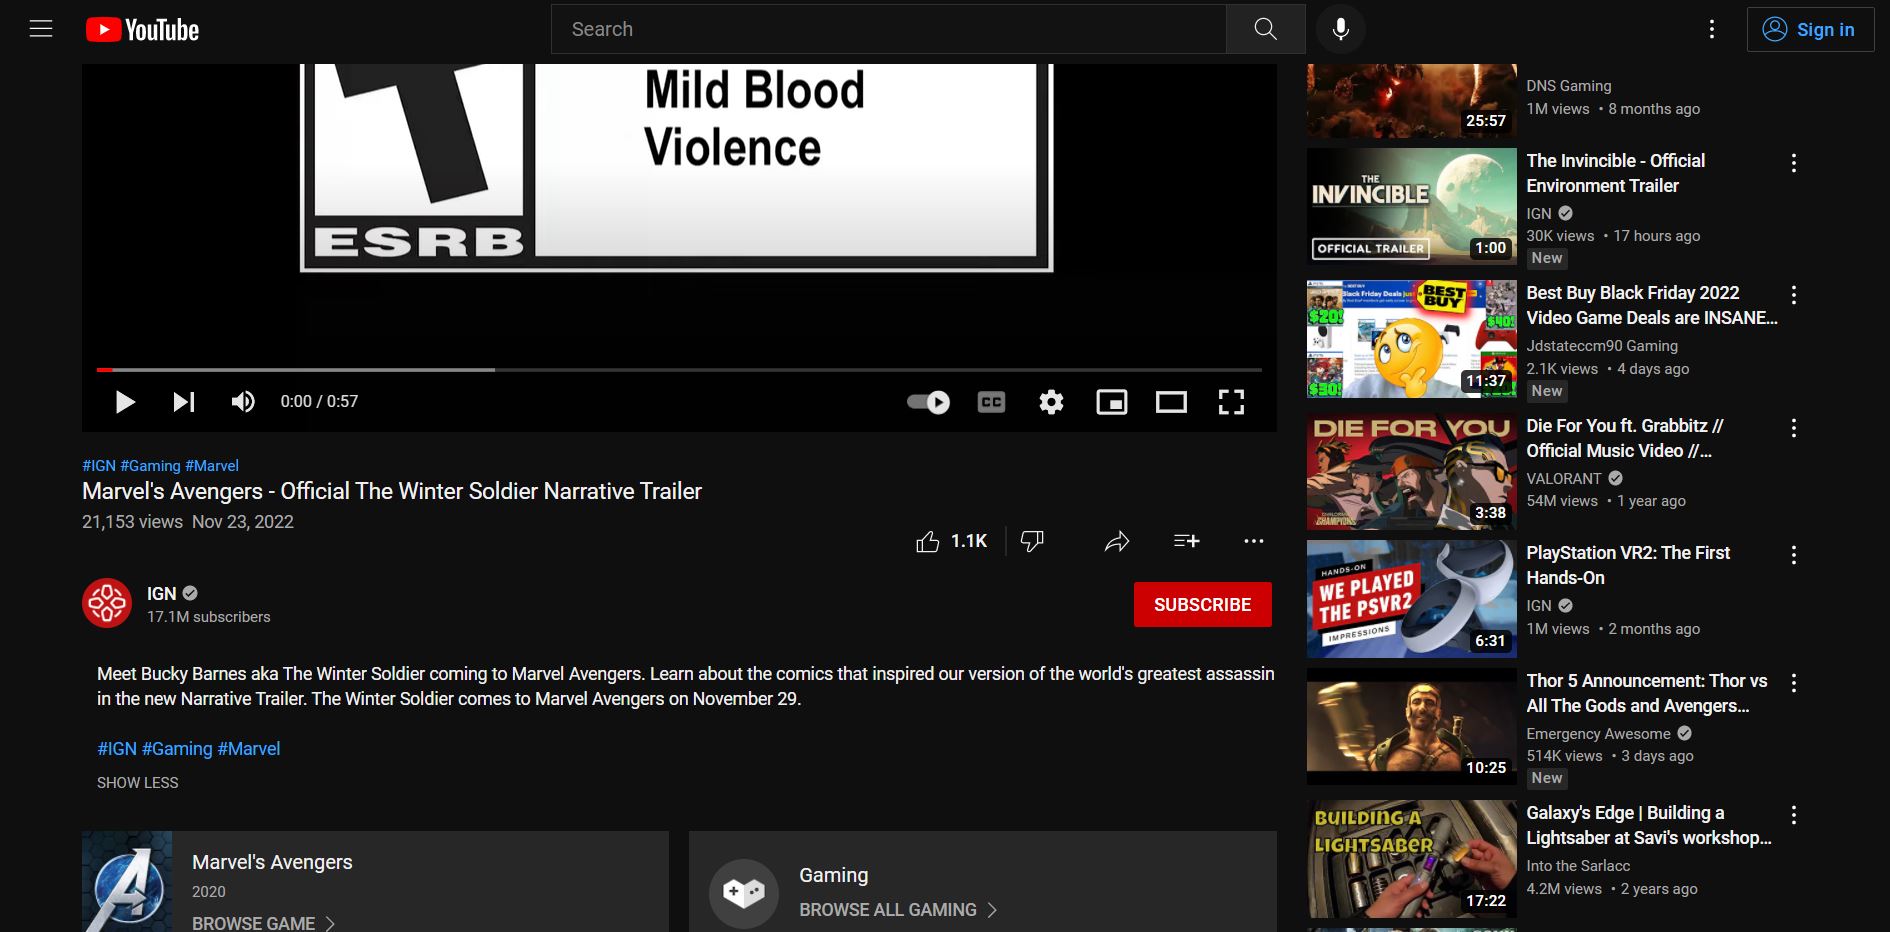 YouTube
Search
Sign in
Mild Blood
Violence
ESRB
0:00 / 0:57
CC
#IGN #Gaming #Marvel
Marvel's Avengers - Official The Winter Soldier Narrative Trailer
21,153 views Nov 23, 2022
1.1K
IGN
17.1M subscribers
SUBSCRIBE
Meet Bucky Barnes aka The Winter Soldier coming to Marvel Avengers. Learn about the comics that inspired our version of the world's greatest assassin
in the new Narrative Trailer. The Winter Soldier comes to Marvel Avengers on November 29.
#IGN #Gaming #Marvel
SHOW LESS
Marvel's Avengers
2020
BROWSE GAME
Gaming
BROWSE ALL GAMING
25:57
DNS Gaming
1M views • 8 months ago
THE
INVINCIBLE
OFFICIAL TRAILER
1:00
The Invincible - Official
Environment Trailer
IGN
30K views • 17 hours ago
New
Black Friday Deals
BEST
BUY
$20!
$40!
$30!
11:37
Best Buy Black Friday 2022
Video Game Deals are INSANE...
Jdstateccm90 Gaming
2.1K views • 4 days ago
New
DIE FOR YOU
CHAMPIONS
3:38
Die For You ft. Grabbitz //
Official Music Video //...
VALORANT
54M views • 1 year ago
HANDS-ON
WE PLAYED
THE PSVR2
IMPRESSIONS
6:31
PlayStation VR2: The First
Hands-On
IGN
1M views • 2 months ago
10:25
Thor 5 Announcement: Thor vs
All The Gods and Avengers...
Emergency Awesome
514K views • 3 days ago
New
BUILDING A
LIGHTSABER
17:22
Galaxy's Edge | Building a
Lightsaber at Savi's workshop...
Into the Sarlacc
4.2M views • 2 years ago